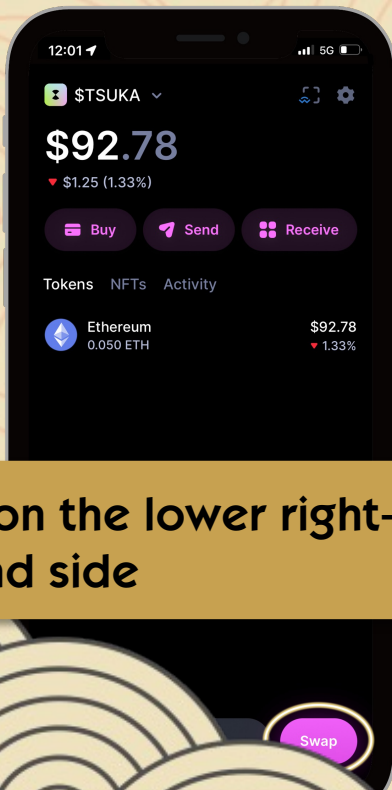 12:01 5G
$TSUKA
$92.78
$1.25 (1.33%)
Buy Send Receive
Tokens NFTs Activity
Ethereum $92.78
0.050 ETH 1.33%
on the lower right-
nd side
Swap